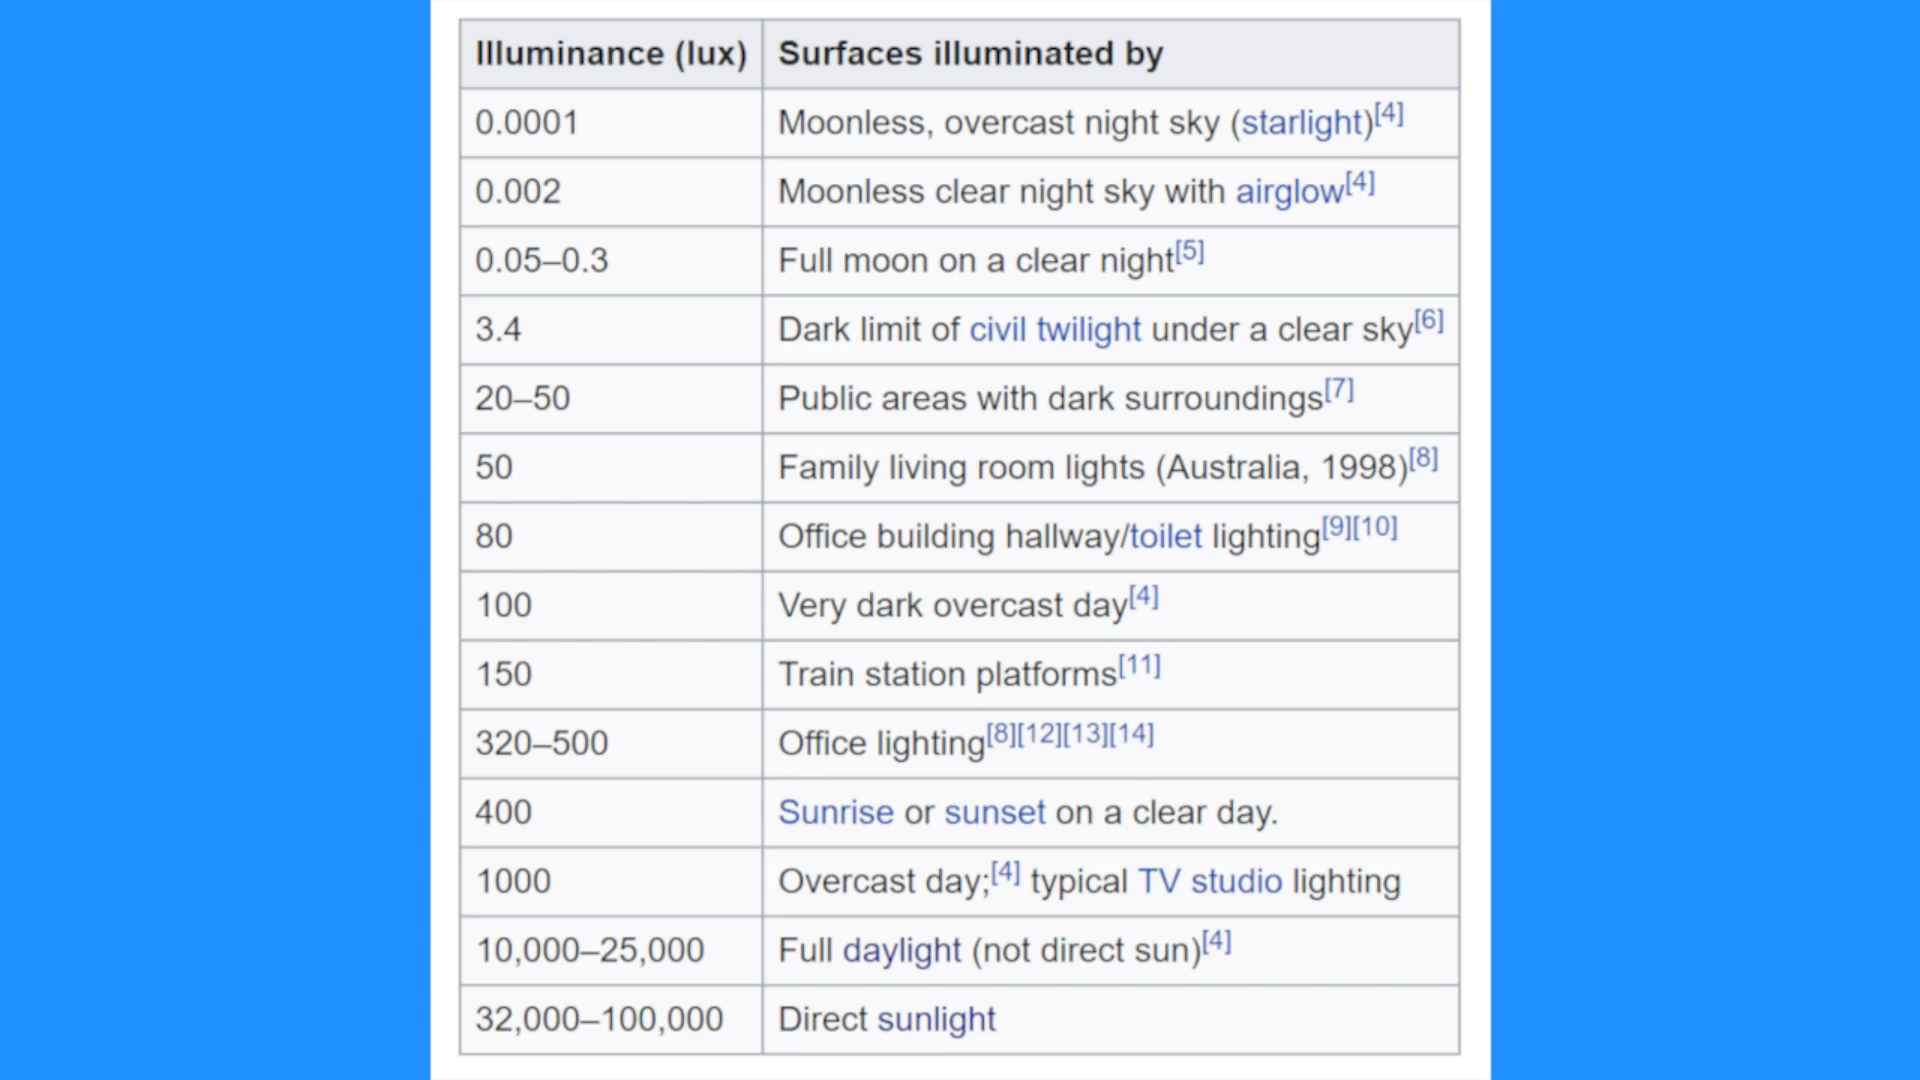 Illuminance (lux) Surfaces illuminated by
0.0001 Moonless, overcast night sky (starlight)[4]
0.002 Moonless clear night sky with airglow[4]
0.05–0.3 Full moon on a clear night[5]
3.4 Dark limit of civil twilight under a clear sky[6]
20–50 Public areas with dark surroundings[7]
50 Family living room lights (Australia, 1998)[8]
80 Office building hallway/toilet lighting[9][10]
100 Very dark overcast day[4]
150 Train station platforms[11]
320–500 Office lighting[8][12][13][14]
400 Sunrise or sunset on a clear day.
1000 Overcast day;[4] typical TV studio lighting
10,000–25,000 Full daylight (not direct sun)[4]
32,000–100,000 Direct sunlight